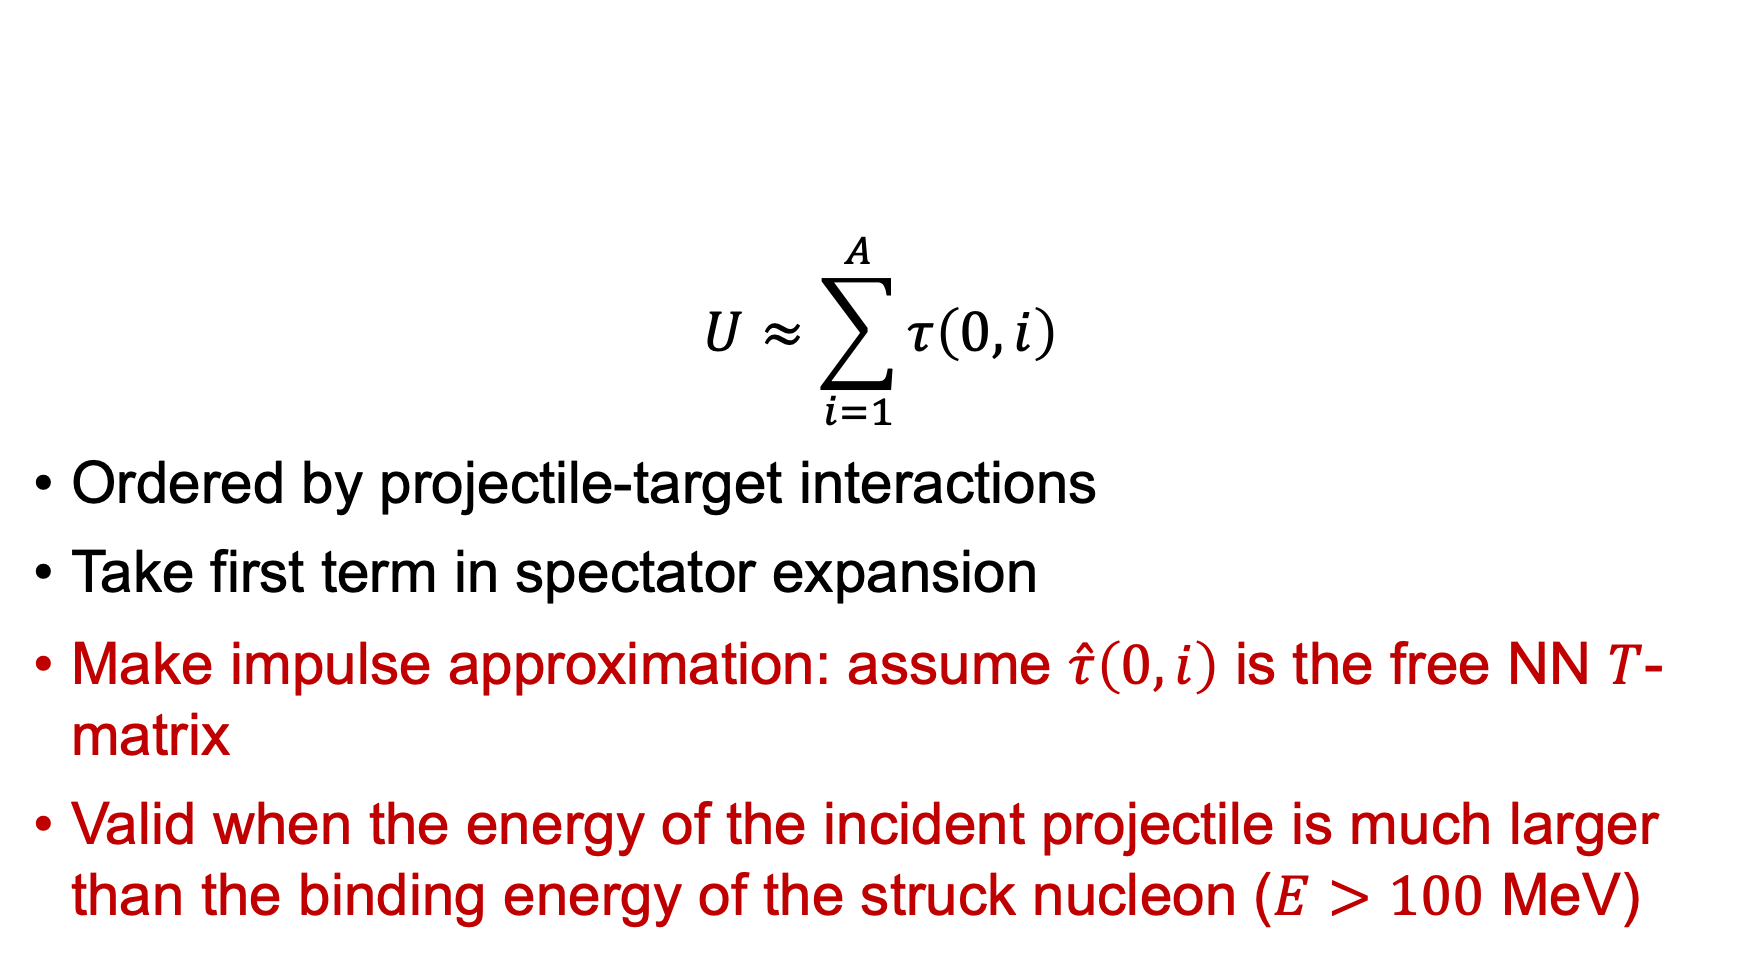 U ≈ \sum_{i=1}^{A} τ(0, i)
• Ordered by projectile-target interactions
• Take first term in spectator expansion
• Make impulse approximation: assume τ̂(0, i) is the free NN T-
matrix
• Valid when the energy of the incident projectile is much larger
than the binding energy of the struck nucleon (E > 100 MeV)